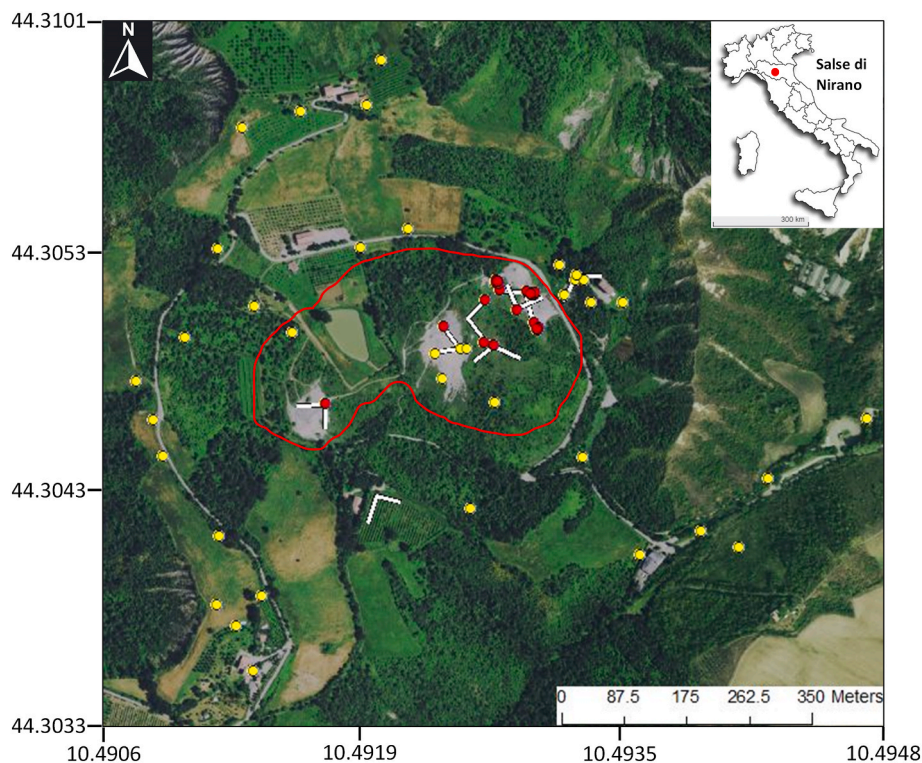 44.3101
N
Salse di
Nirano
300 km
44.3053
44.3043
0 87.5 175 262.5 350 Meters
44.3033
10.4906 10.4919 10.4935 10.4948